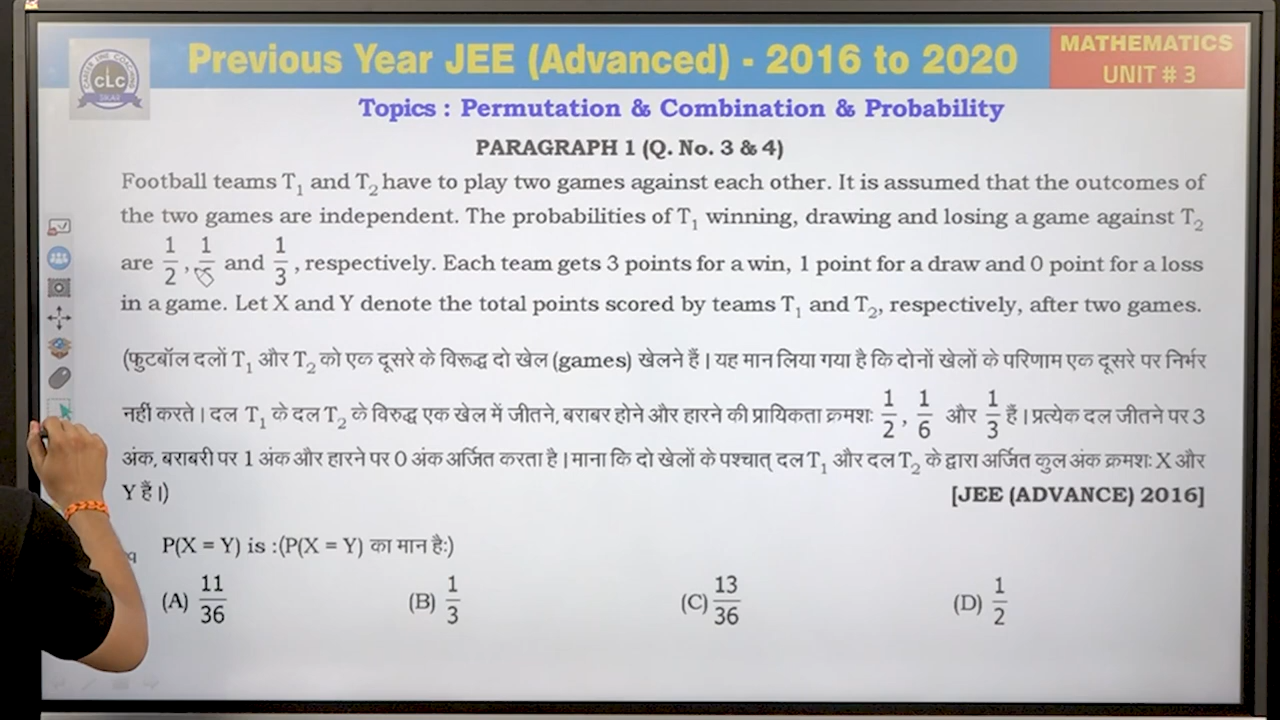 CLC
SIKAR
Previous Year JEE (Advanced) - 2016 to 2020
MATHEMATICS
UNIT # 3
Topics : Permutation & Combination & Probability
PARAGRAPH 1 (Q. No. 3 & 4)
Football teams T₁ and T₂ have to play two games against each other. It is assumed that the outcomes of
the two games are independent. The probabilities of T₁ winning, drawing and losing a game against T₂
are 1/2, 1/6 and 1/3, respectively. Each team gets 3 points for a win, 1 point for a draw and 0 point for a loss
in a game. Let X and Y denote the total points scored by teams T₁ and T₂, respectively, after two games.
(फुटबॉल दलों T₁ और T₂ को एक दूसरे के विरूद्ध दो खेल (games) खेलने हैं। यह मान लिया गया है कि दोनों खेलों के परिणाम एक दूसरे पर निर्भर
नहीं करते। दल T₁ के दल T₂ के विरुद्ध एक खेल में जीतने, बराबर होने और हारने की प्रायिकता क्रमशः 1/2, 1/6 और 1/3 हैं। प्रत्येक दल जीतने पर 3
अंक, बराबरी पर 1 अंक और हारने पर 0 अंक अर्जित करता है। माना कि दो खेलों के पश्चात् दल T₁ और दल T₂ के द्वारा अर्जित कुल अंक क्रमशः X और
Y हैं।) [JEE (ADVANCE) 2016]
P(X = Y) is :(P(X = Y) का मान है:)
(A) 11/36 (B) 1/3 (C) 13/36 (D) 1/2